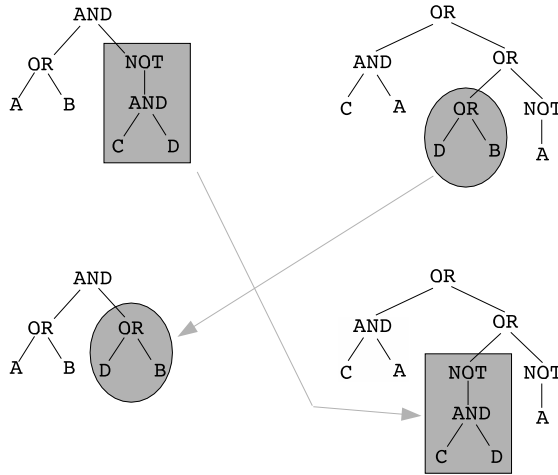 AND
OR NOT
A B AND
C D
OR
AND OR
C A OR NOT
D B A
AND
OR OR
A B D B
OR
AND OR
C A NOT NOT
AND A
C D